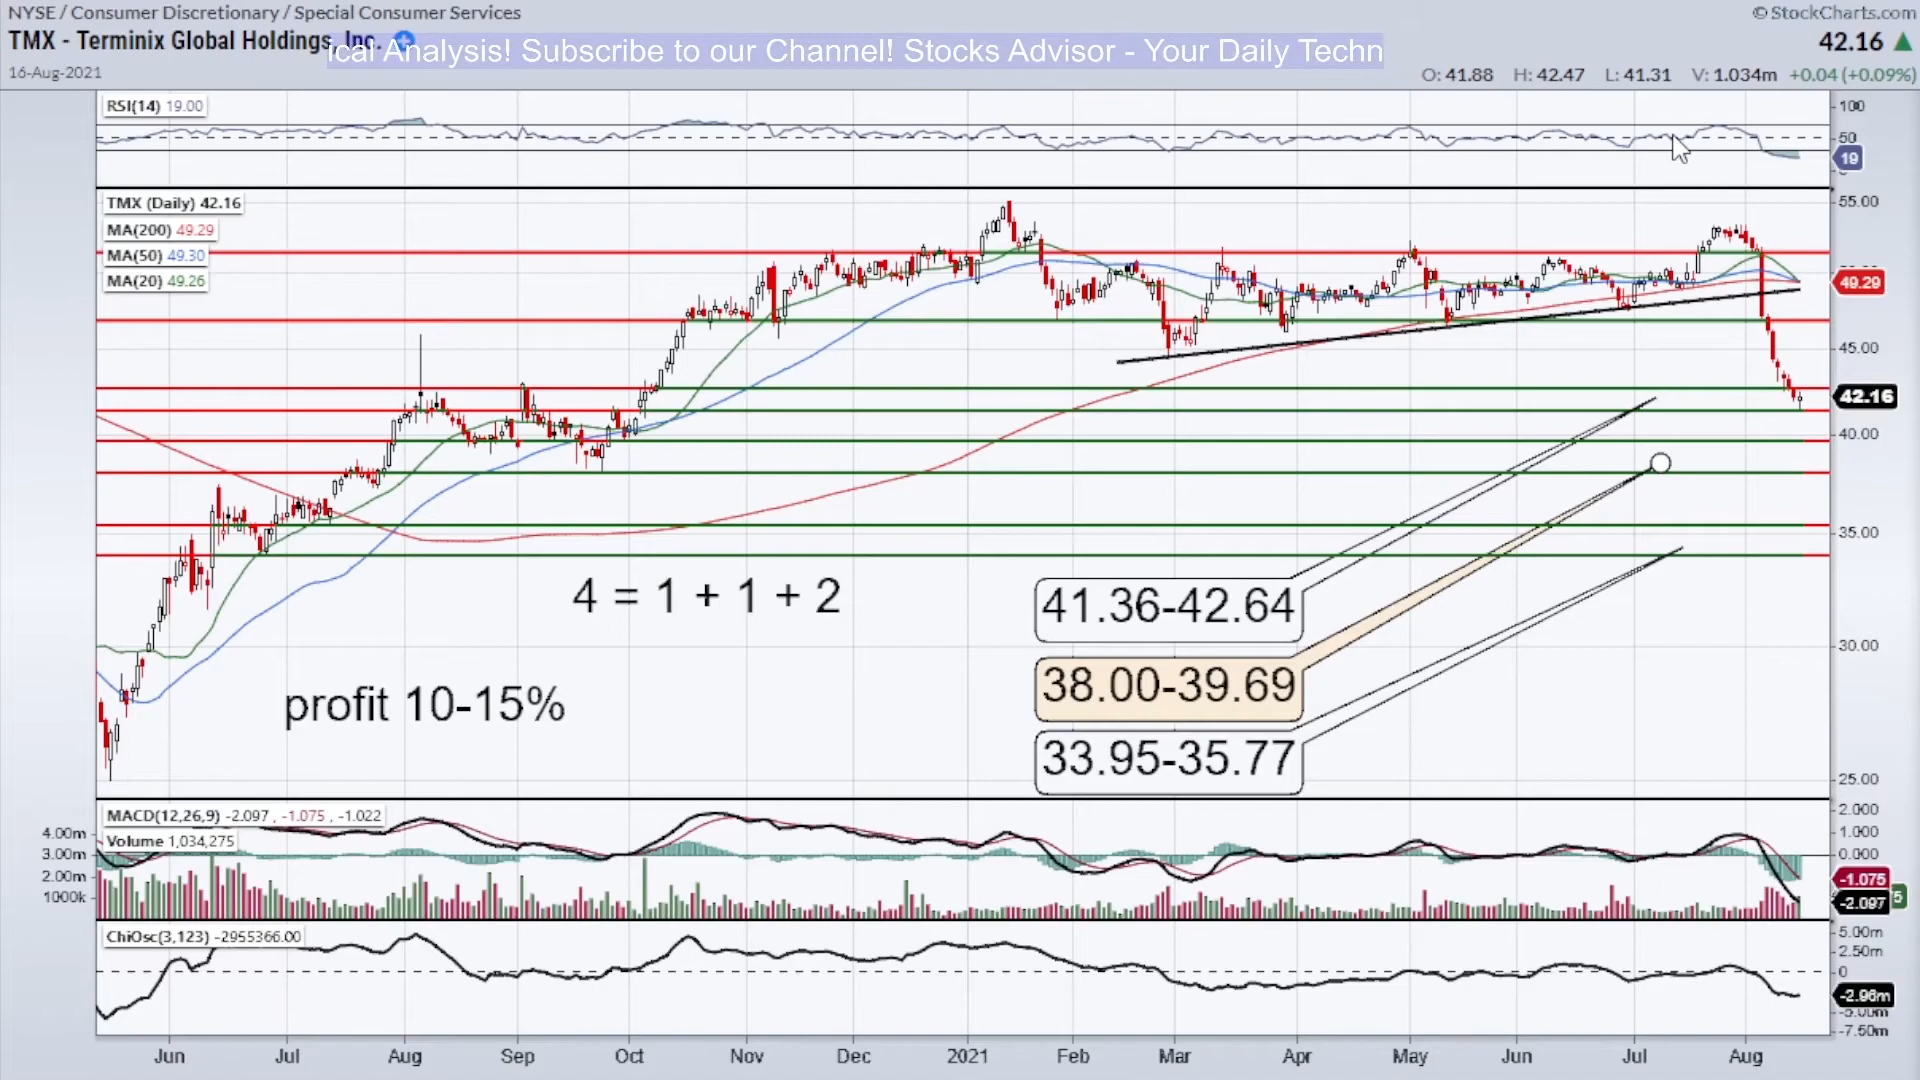 NYSE / Consumer Discretionary / Special Consumer Services
© StockCharts.com
TMX - Terminix Global Holdings, Inc.
ical Analysis! Subscribe to our Channel! Stocks Advisor - Your Daily Techn
42.16
16-Aug-2021
O: 41.88 H: 42.47 L: 41.31 V: 1.034m +0.04 (+0.09%)
RSI(14) 19.00
100
50
19
TMX (Daily) 42.16
MA(200) 49.29
MA(50) 49.30
MA(20) 49.26
55.00
49.29
45.00
42.16
40.00
35.00
30.00
25.00
4 = 1 + 1 + 2
profit 10-15%
41.36-42.64
38.00-39.69
33.95-35.77
MACD(12,26,9) -2.097 , -1.075 , -1.022
Volume 1,034,275
4.00m
3.00m
2.00m
1000k
2.000
1.000
0.000
-1.075
-2.097
5
ChiOsc(3,123) -2955366.00
5.00m
2.50m
0
-2.96m
-5.00m
-7.50m
Jun Jul Aug Sep Oct Nov Dec 2021 Feb Mar Apr May Jun Jul Aug